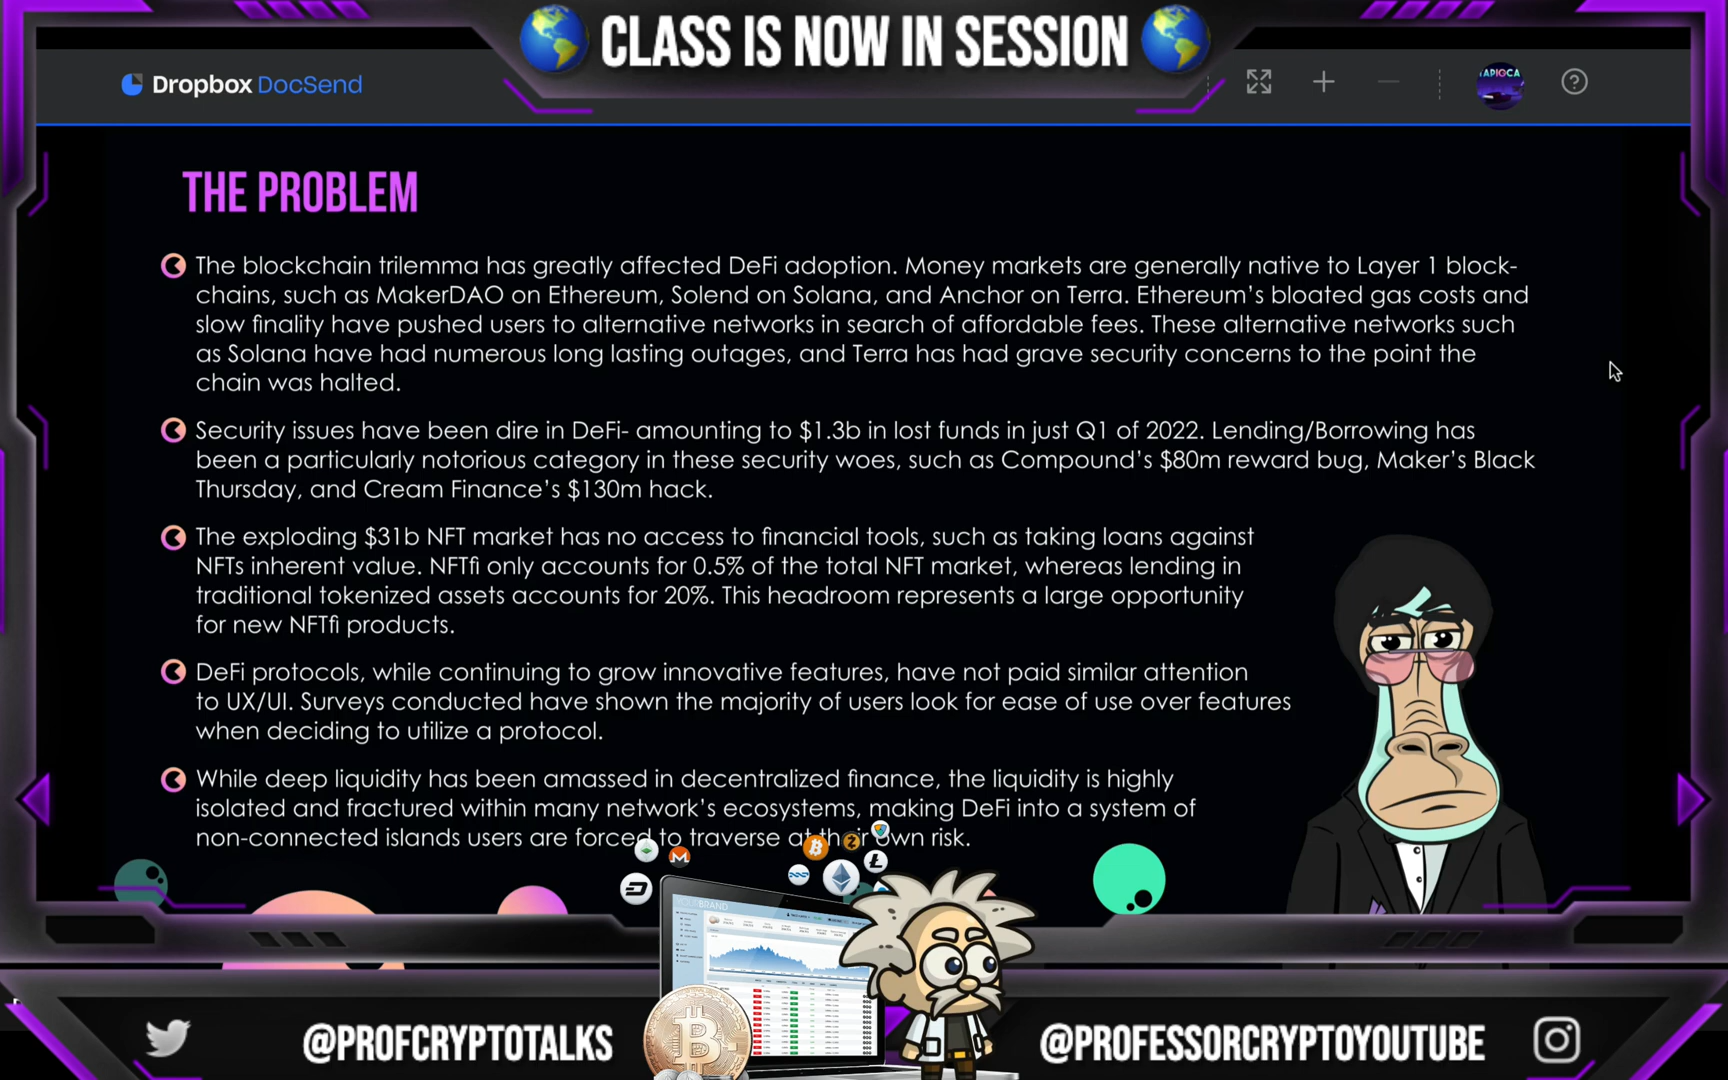 CLASS IS NOW IN SESSION
Dropbox DocSend
TAPIOCA
THE PROBLEM
The blockchain trilemma has greatly affected DeFi adoption. Money markets are generally native to Layer 1 block-
chains, such as MakerDAO on Ethereum, Solend on Solana, and Anchor on Terra. Ethereum's bloated gas costs and
slow finality have pushed users to alternative networks in search of affordable fees. These alternative networks such
as Solana have had numerous long lasting outages, and Terra has had grave security concerns to the point the
chain was halted.
Security issues have been dire in DeFi- amounting to $1.3b in lost funds in just Q1 of 2022. Lending/Borrowing has
been a particularly notorious category in these security woes, such as Compound's $80m reward bug, Maker's Black
Thursday, and Cream Finance's $130m hack.
The exploding $31b NFT market has no access to financial tools, such as taking loans against
NFTs inherent value. NFTfi only accounts for 0.5% of the total NFT market, whereas lending in
traditional tokenized assets accounts for 20%. This headroom represents a large opportunity
for new NFTfi products.
DeFi protocols, while continuing to grow innovative features, have not paid similar attention
to UX/UI. Surveys conducted have shown the majority of users look for ease of use over features
when deciding to utilize a protocol.
While deep liquidity has been amassed in decentralized finance, the liquidity is highly
isolated and fractured within many network's ecosystems, making DeFi into a system of
non-connected islands users are forced to traverse at their own risk.
YOURBRAND
@PROFCRYPTOTALKS
@PROFESSORCRYPTOYOUTUBE